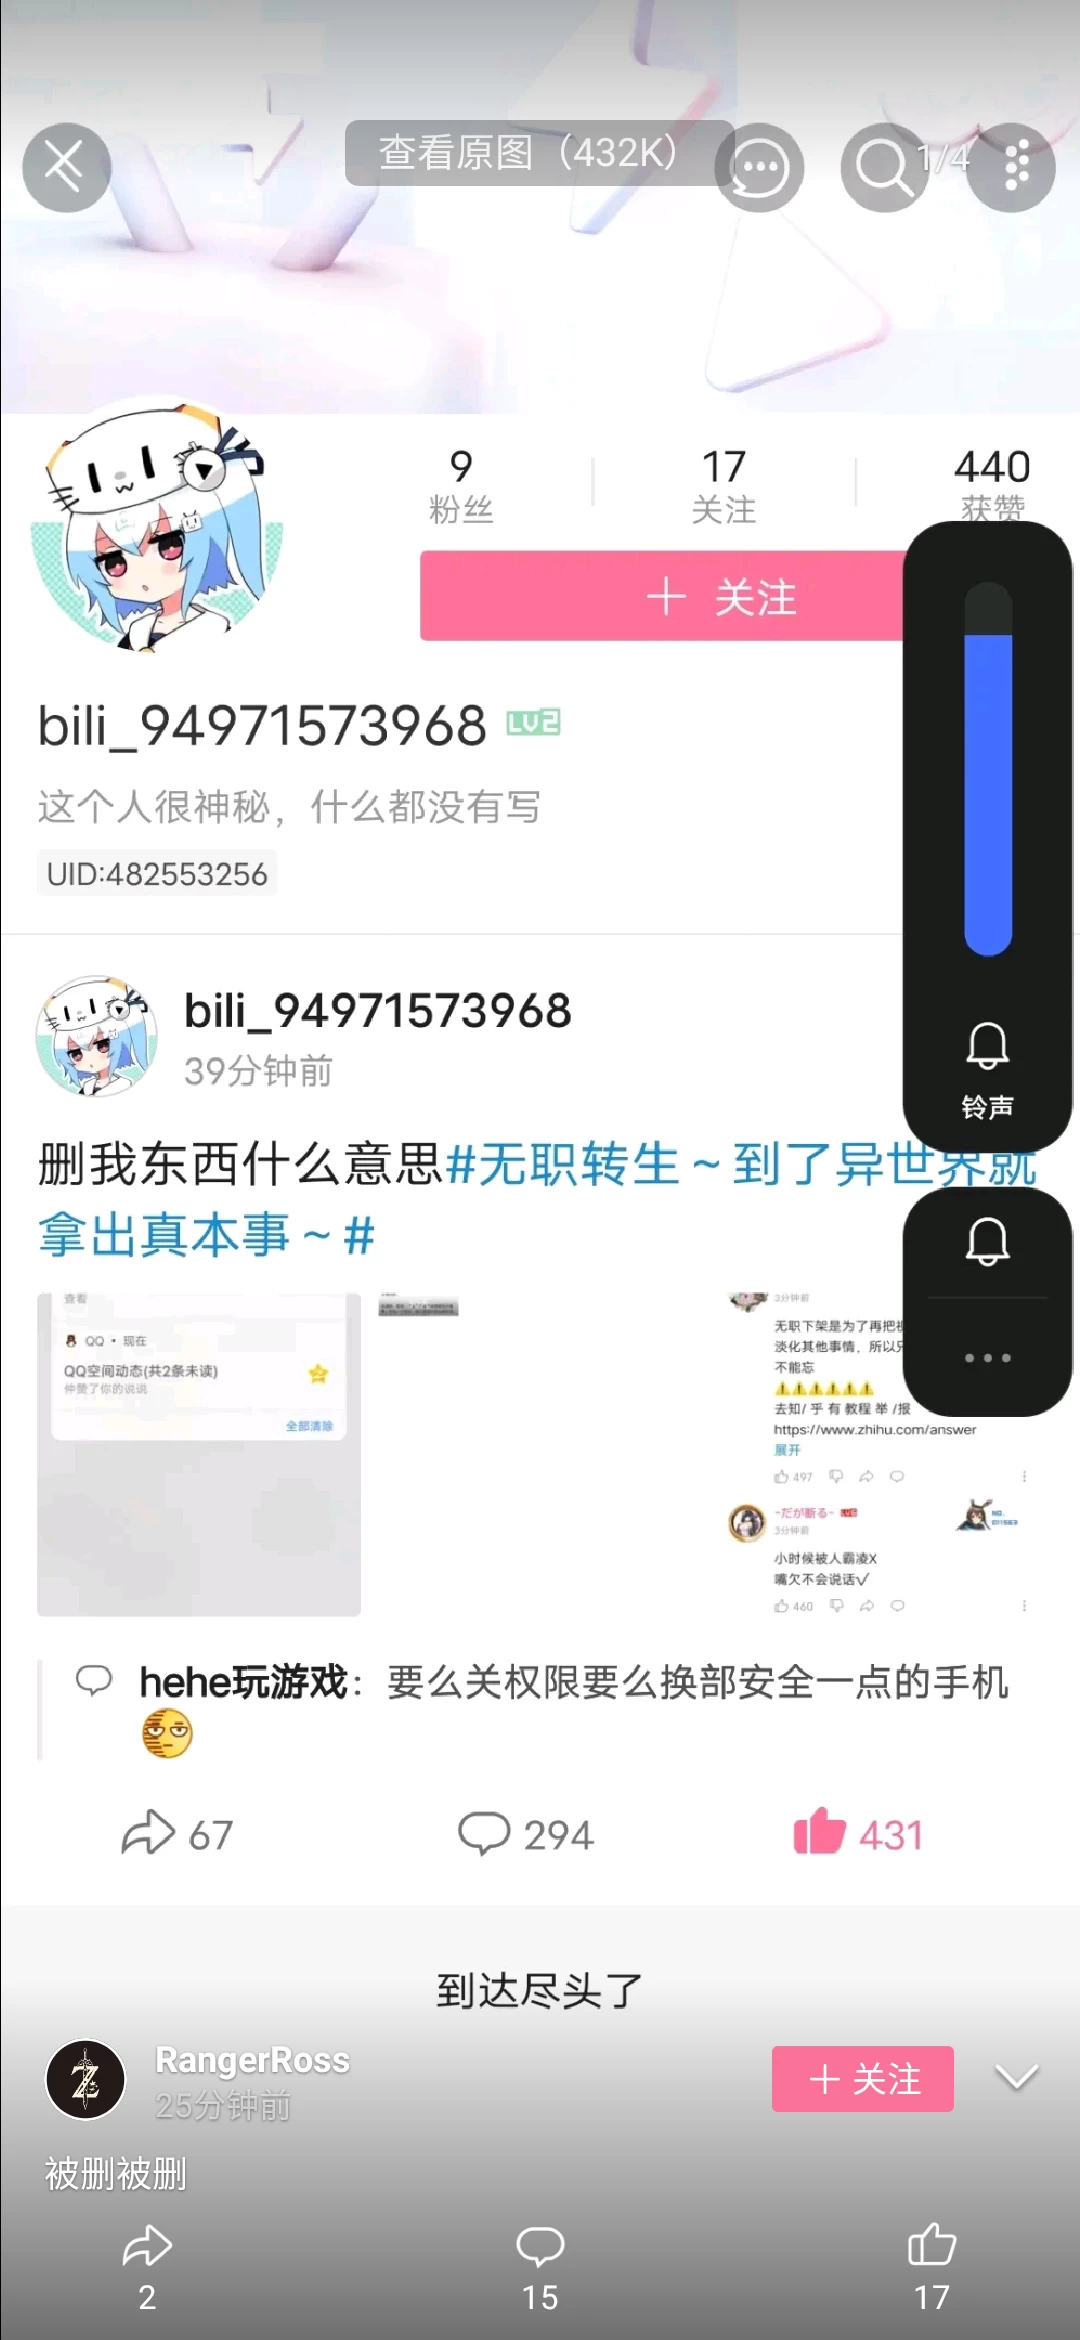 查看原图（432K）
1/4
9
粉丝
17
关注
440
获赞
＋ 关注
bili_94971573968 LV2
这个人很神秘，什么都没有写
UID:482553256
bili_94971573968
39分钟前
删我东西什么意思#无职转生～到了异世界就
拿出真本事～#
查看
QQ · 现在
QQ空间动态(共2条未读)
仲赞了你的说说
全部清除
3分钟前
无职下架是为了再把
淡化其他事情，所以
不能忘
⚠⚠⚠⚠⚠⚠
去知/ 乎 有 教程 举 /报
https://www.zhihu.com/answer
展开
497
~だが断る~ LV6
NO.
3分钟前
小时候被人霸凌X
嘴欠不会说话✓
460
铃声
hehe玩游戏：要么关权限要么换部安全一点的手机
67
294
431
到达尽头了
RangerRoss
25分钟前
＋ 关注
被删被删
2
15
17